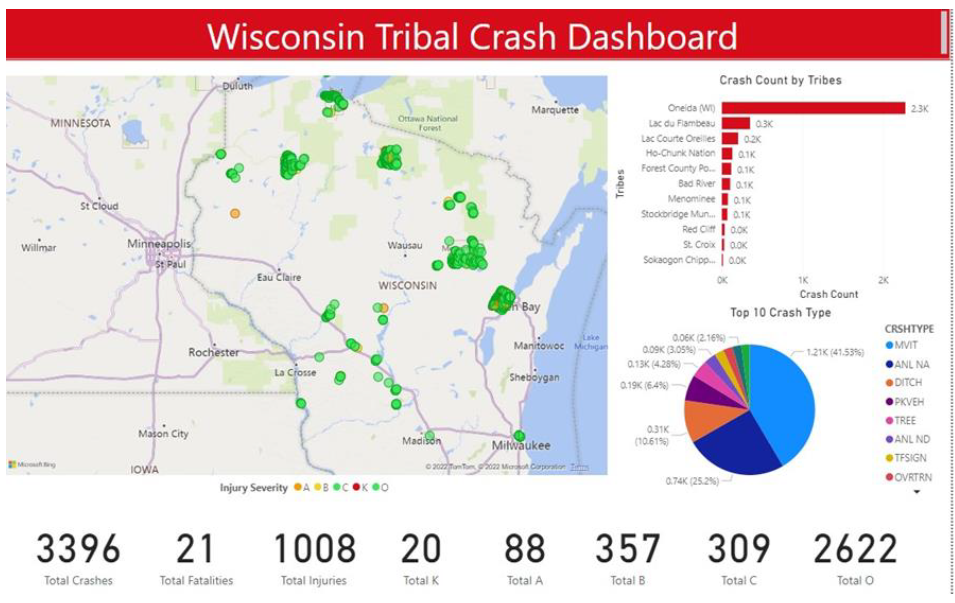 Wisconsin Tribal Crash Dashboard
Duluth
MINNESOTA
Ottawa National
Forest
Marquette
St Cloud
Willmar
Minneapolis
St Paul
Wausau
Eau Claire
WISCONSIN
Bay
Rochester
La Crosse
Manitowoc
Lake
Michigan
Sheboygan
Mason City
Madison
Milwaukee
IOWA
Microsoft Bing
© 2022 TomTom, © 2022 Microsoft Corporation Terms
Injury Severity A B C K O
Crash Count by Tribes
Tribes
Oneida (WI) 2.3K
Lac du Flambeau 0.3K
Lac Courte Oreilles 0.2K
Ho-Chunk Nation 0.1K
Forest County Po... 0.1K
Bad River 0.1K
Menominee 0.1K
Stockbridge Mun... 0.1K
Red Cliff 0.0K
St. Croix 0.0K
Sokaogon Chipp... 0.0K
0K 1K 2K
Crash Count
Top 10 Crash Type
0.06K (2.16%)
0.09K (3.05%)
0.13K (4.28%)
0.19K (6.4%)
0.31K
(10.61%)
0.74K (25.2%)
1.21K (41.53%)
CRSHTYPE
MVIT
ANL NA
DITCH
PKVEH
TREE
ANL ND
TFSIGN
OVRTRN
3396 21 1008 20 88 357 309 2622
Total Crashes Total Fatalities Total Injuries Total K Total A Total B Total C Total O